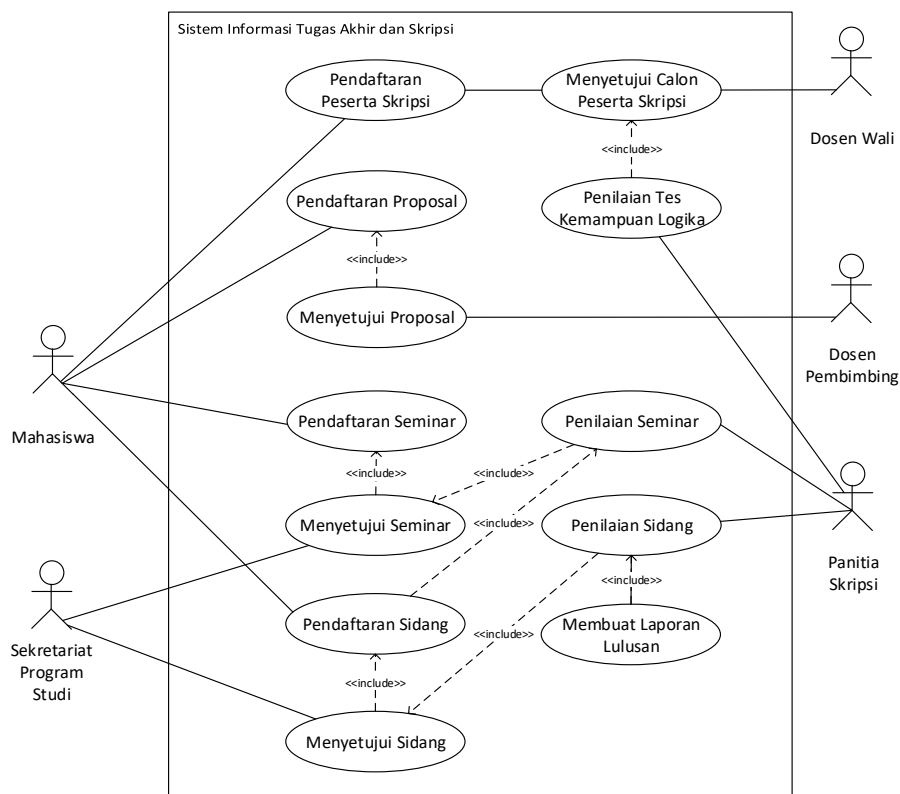 Sistem Informasi Tugas Akhir dan Skripsi
Pendaftaran
Peserta Skripsi
Menyetujui Calon
Peserta Skripsi
Dosen Wali
<<include>>
Pendaftaran Proposal
Penilaian Tes
Kemampuan Logika
<<include>>
Menyetujui Proposal
Dosen
Pembimbing
Mahasiswa
Pendaftaran Seminar
Penilaian Seminar
<<include>>
<<include>>
Menyetujui Seminar
<<include>>
Penilaian Sidang
Panitia
Skripsi
<<include>>
Sekretariat
Program
Studi
Pendaftaran Sidang
<<include>>
Membuat Laporan
Lulusan
<<include>>
Menyetujui Sidang